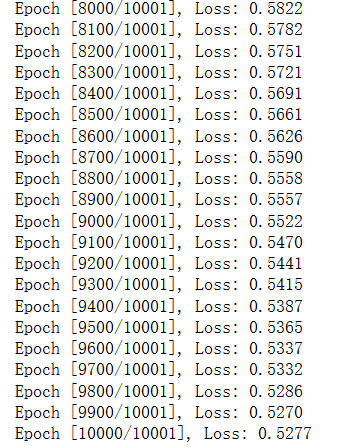 Epoch [8000/10001], Loss: 0.5822
Epoch [8100/10001], Loss: 0.5782
Epoch [8200/10001], Loss: 0.5751
Epoch [8300/10001], Loss: 0.5721
Epoch [8400/10001], Loss: 0.5691
Epoch [8500/10001], Loss: 0.5661
Epoch [8600/10001], Loss: 0.5626
Epoch [8700/10001], Loss: 0.5590
Epoch [8800/10001], Loss: 0.5558
Epoch [8900/10001], Loss: 0.5557
Epoch [9000/10001], Loss: 0.5522
Epoch [9100/10001], Loss: 0.5470
Epoch [9200/10001], Loss: 0.5441
Epoch [9300/10001], Loss: 0.5415
Epoch [9400/10001], Loss: 0.5387
Epoch [9500/10001], Loss: 0.5365
Epoch [9600/10001], Loss: 0.5337
Epoch [9700/10001], Loss: 0.5332
Epoch [9800/10001], Loss: 0.5286
Epoch [9900/10001], Loss: 0.5270
Epoch [10000/10001], Loss: 0.5277